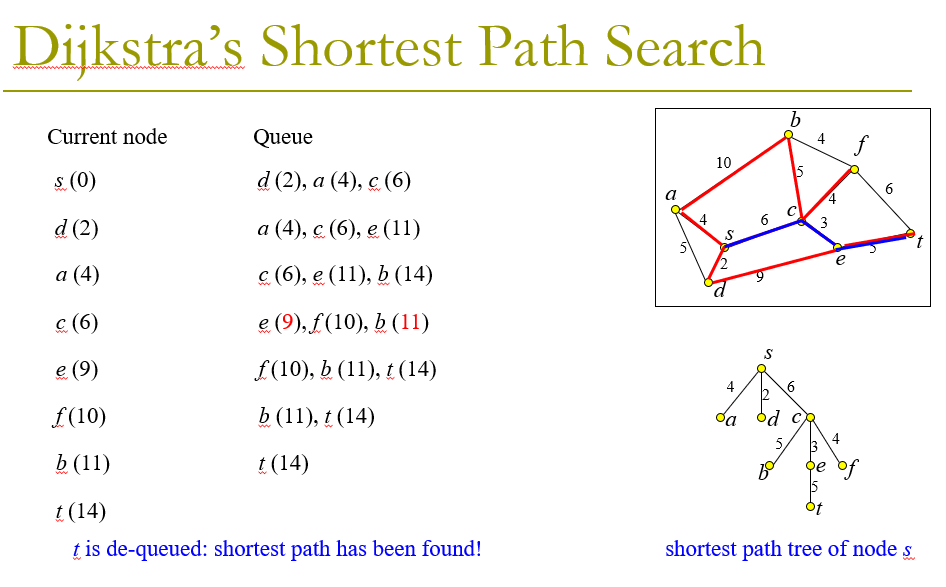 Dijkstra's Shortest Path Search
Current node Queue
s (0) d (2), a (4), c (6)
d (2) a (4), c (6), e (11)
a (4) c (6), e (11), b (14)
c (6) e (9), f (10), b (11)
e (9) f (10), b (11), t (14)
f (10) b (11), t (14)
b (11) t (14)
t (14)
t is de-queued: shortest path has been found!
b
4
f
10
5
6
a
4
c
4
s
6
3
t
5
2
e
5
9
d
s
4
2
6
a
d
c
5
3
4
b
e
f
5
t
shortest path tree of node s